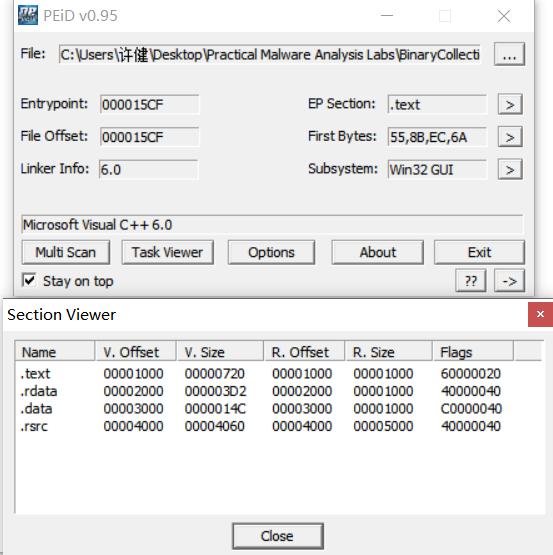 PEiD v0.95
File: C:\Users\许健\Desktop\Practical Malware Analysis Labs\BinaryCollecti ...
Entrypoint: 000015CF EP Section: .text >
File Offset: 000015CF First Bytes: 55,8B,EC,6A >
Linker Info: 6.0 Subsystem: Win32 GUI >
Microsoft Visual C++ 6.0
Multi Scan Task Viewer Options About Exit
Stay on top ?? ->
Section Viewer
Name V. Offset V. Size R. Offset R. Size Flags
.text 00001000 00000720 00001000 00001000 60000020
.rdata 00002000 000003D2 00002000 00001000 40000040
.data 00003000 0000014C 00003000 00001000 C0000040
.rsrc 00004000 00004060 00004000 00005000 40000040
Close